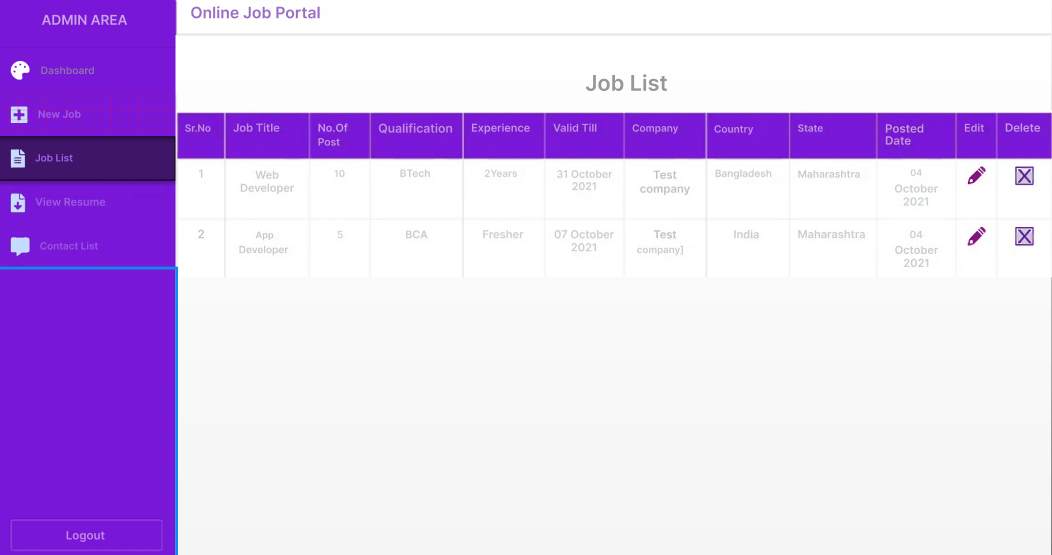 ADMIN AREA
Online Job Portal
Dashboard
New Job
Job List
View Resume
Contact List
Logout
Job List
Sr.No Job Title No.Of Post Qualification Experience Valid Till Company Country State Posted Date Edit Delete
1 Web Developer 10 BTech 2Years 31 October 2021 Test company Bangladesh Maharashtra 04 October 2021
2 App Developer 5 BCA Fresher 07 October 2021 Test company] India Maharashtra 04 October 2021